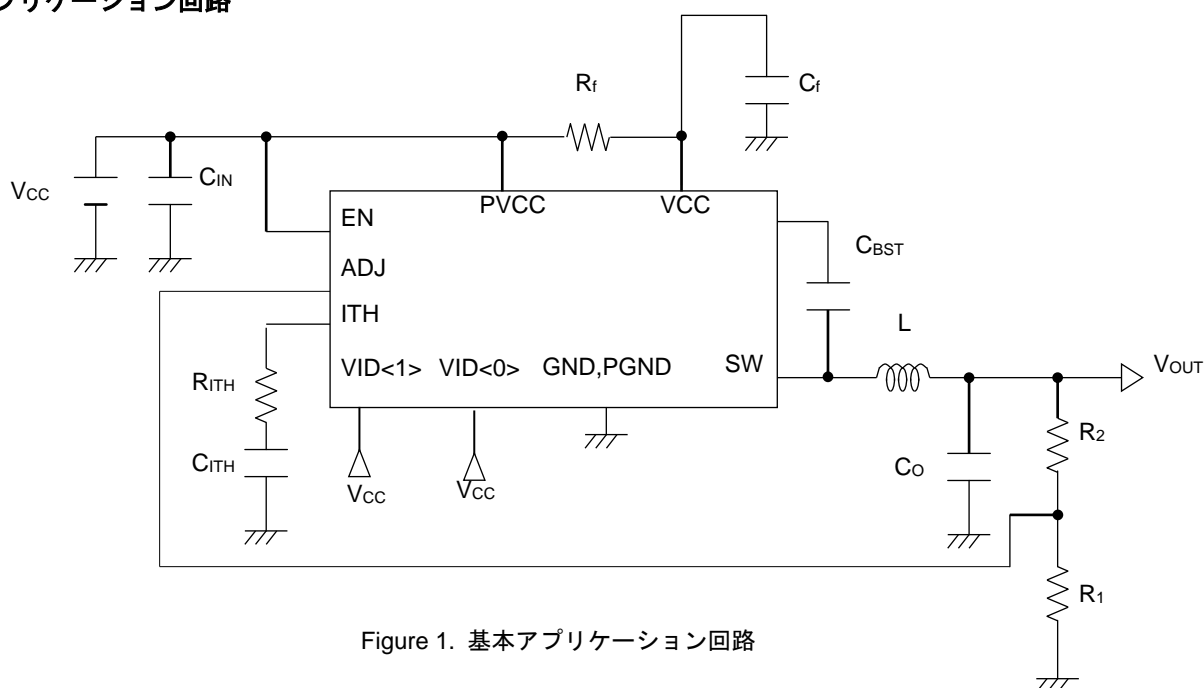 プリケーション回路
Rf
Cf
VCC
CIN
PVCC
VCC
EN
ADJ
ITH
CBST
L
VID<1>
VID<0>
GND,PGND
SW
VOUT
RITH
CITH
VCC
VCC
CO
R2
R1
Figure 1. 基本アプリケーション回路